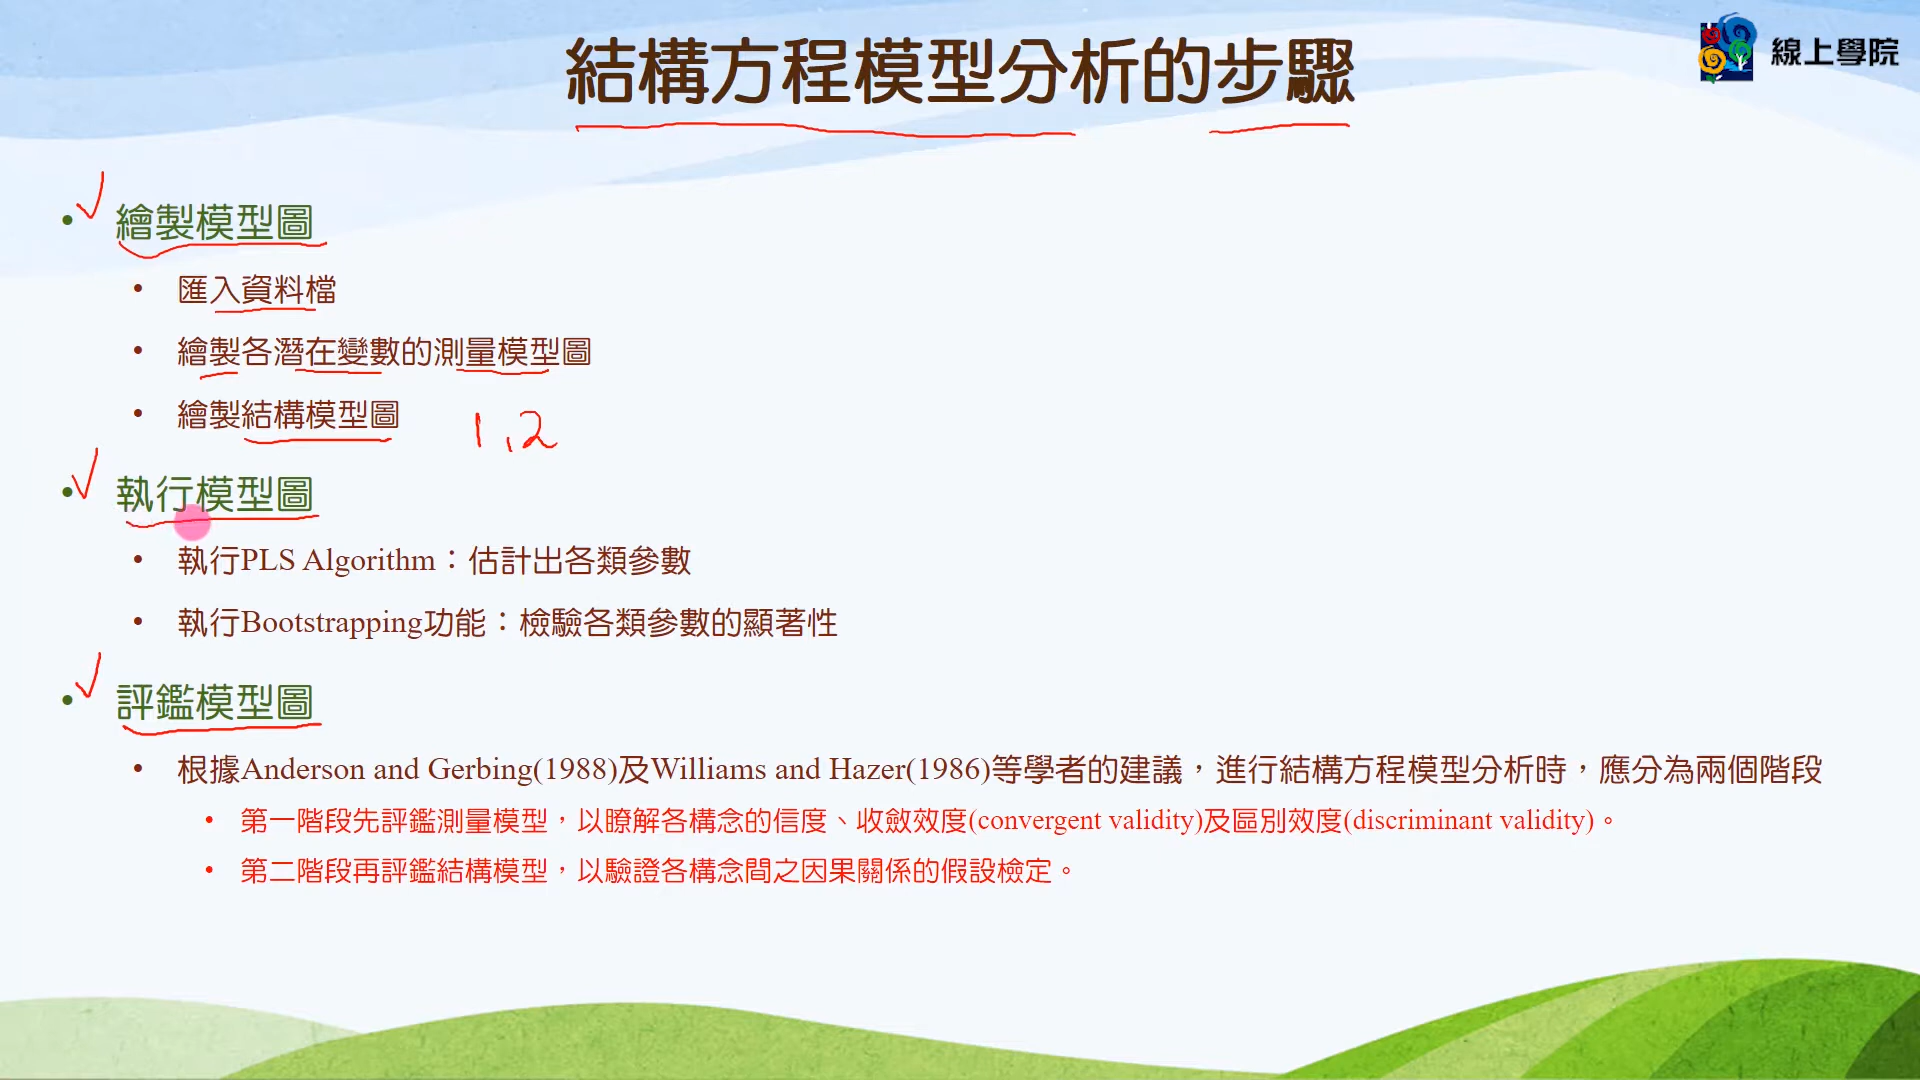 結構方程模型分析的步驟
線上學院
• 繪製模型圖
• 匯入資料檔
• 繪製各潛在變數的測量模型圖
• 繪製結構模型圖
1、2
• 執行模型圖
• 執行PLS Algorithm：估計出各類參數
• 執行Bootstrapping功能：檢驗各類參數的顯著性
• 評鑑模型圖
• 根據Anderson and Gerbing(1988)及Williams and Hazer(1986)等學者的建議，進行結構方程模型分析時，應分為兩個階段
• 第一階段先評鑑測量模型，以瞭解各構念的信度、收斂效度(convergent validity)及區別效度(discriminant validity)。
• 第二階段再評鑑結構模型，以驗證各構念間之因果關係的假設檢定。